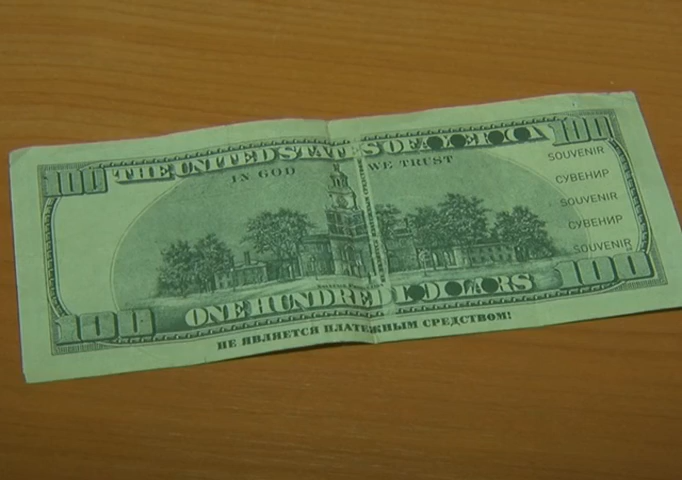 100 THE UNITED STATES OF AMERICA 100
IN GOD WE TRUST
SOUVENIR
СУВЕНИР
SOUVENIR
СУВЕНИР
SOUVENIR
100 ONE HUNDRED DOLLARS 100
НЕ ЯВЛЯЕТСЯ ПЛАТЕЖНЫМ СРЕДСТВОМ!